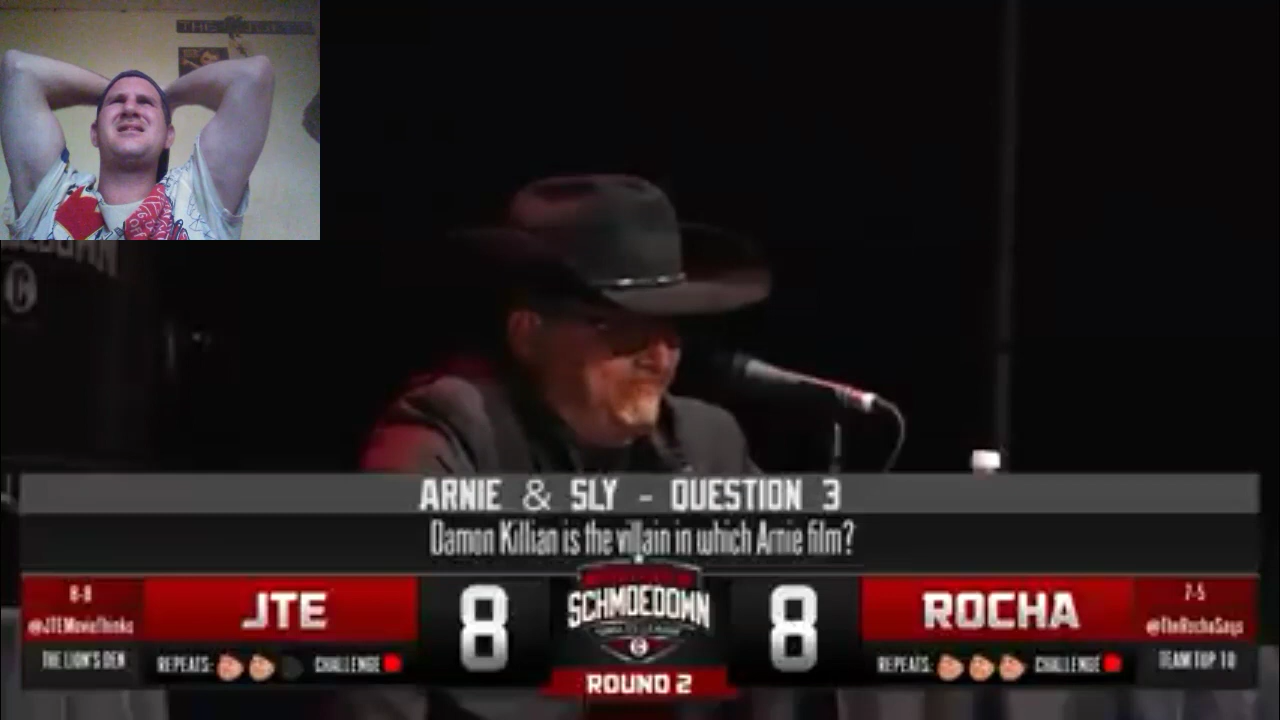 THE
C
ARNIE & SLY - QUESTION 3
Damon Killian is the villain in which Arnie film?
8-8
@JTEMovieThinks
THE LION'S DEN
JTE
REPEATS:
CHALLENGE
8
SCHMOEDOWN
ROUND 2
8
ROCHA
REPEATS:
CHALLENGE
7-5
@TheRochaSays
TEAM TOP 10